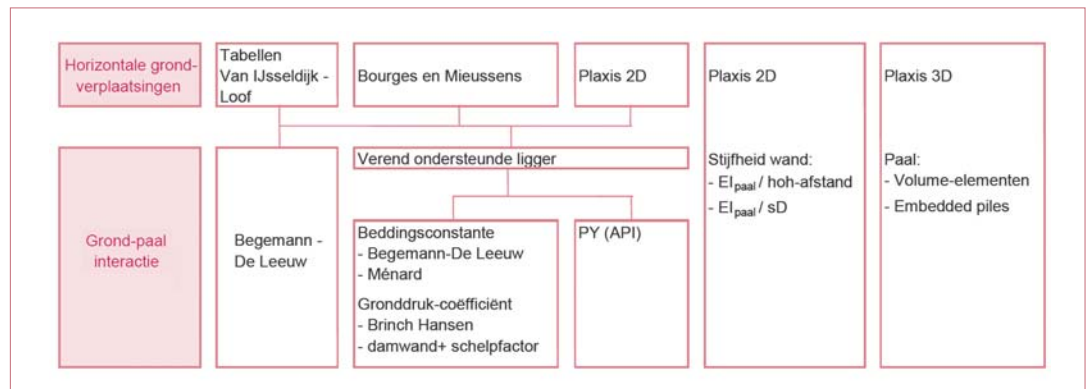 Horizontale grond-
verplaatsingen
Tabellen
Van IJsseldijk -
Loof
Bourges en Mieussens
Plaxis 2D
Plaxis 2D
Stijfheid wand:
- EIpaal / hoh-afstand
- EIpaal / sD
Plaxis 3D
Paal:
- Volume-elementen
- Embedded piles
Grond-paal
interactie
Begemann -
De Leeuw
Verend ondersteunde ligger
Beddingsconstante
- Begemann-De Leeuw
- Ménard
Gronddruk-coëfficiënt
- Brinch Hansen
- damwand+ schelpfactor
PY (API)